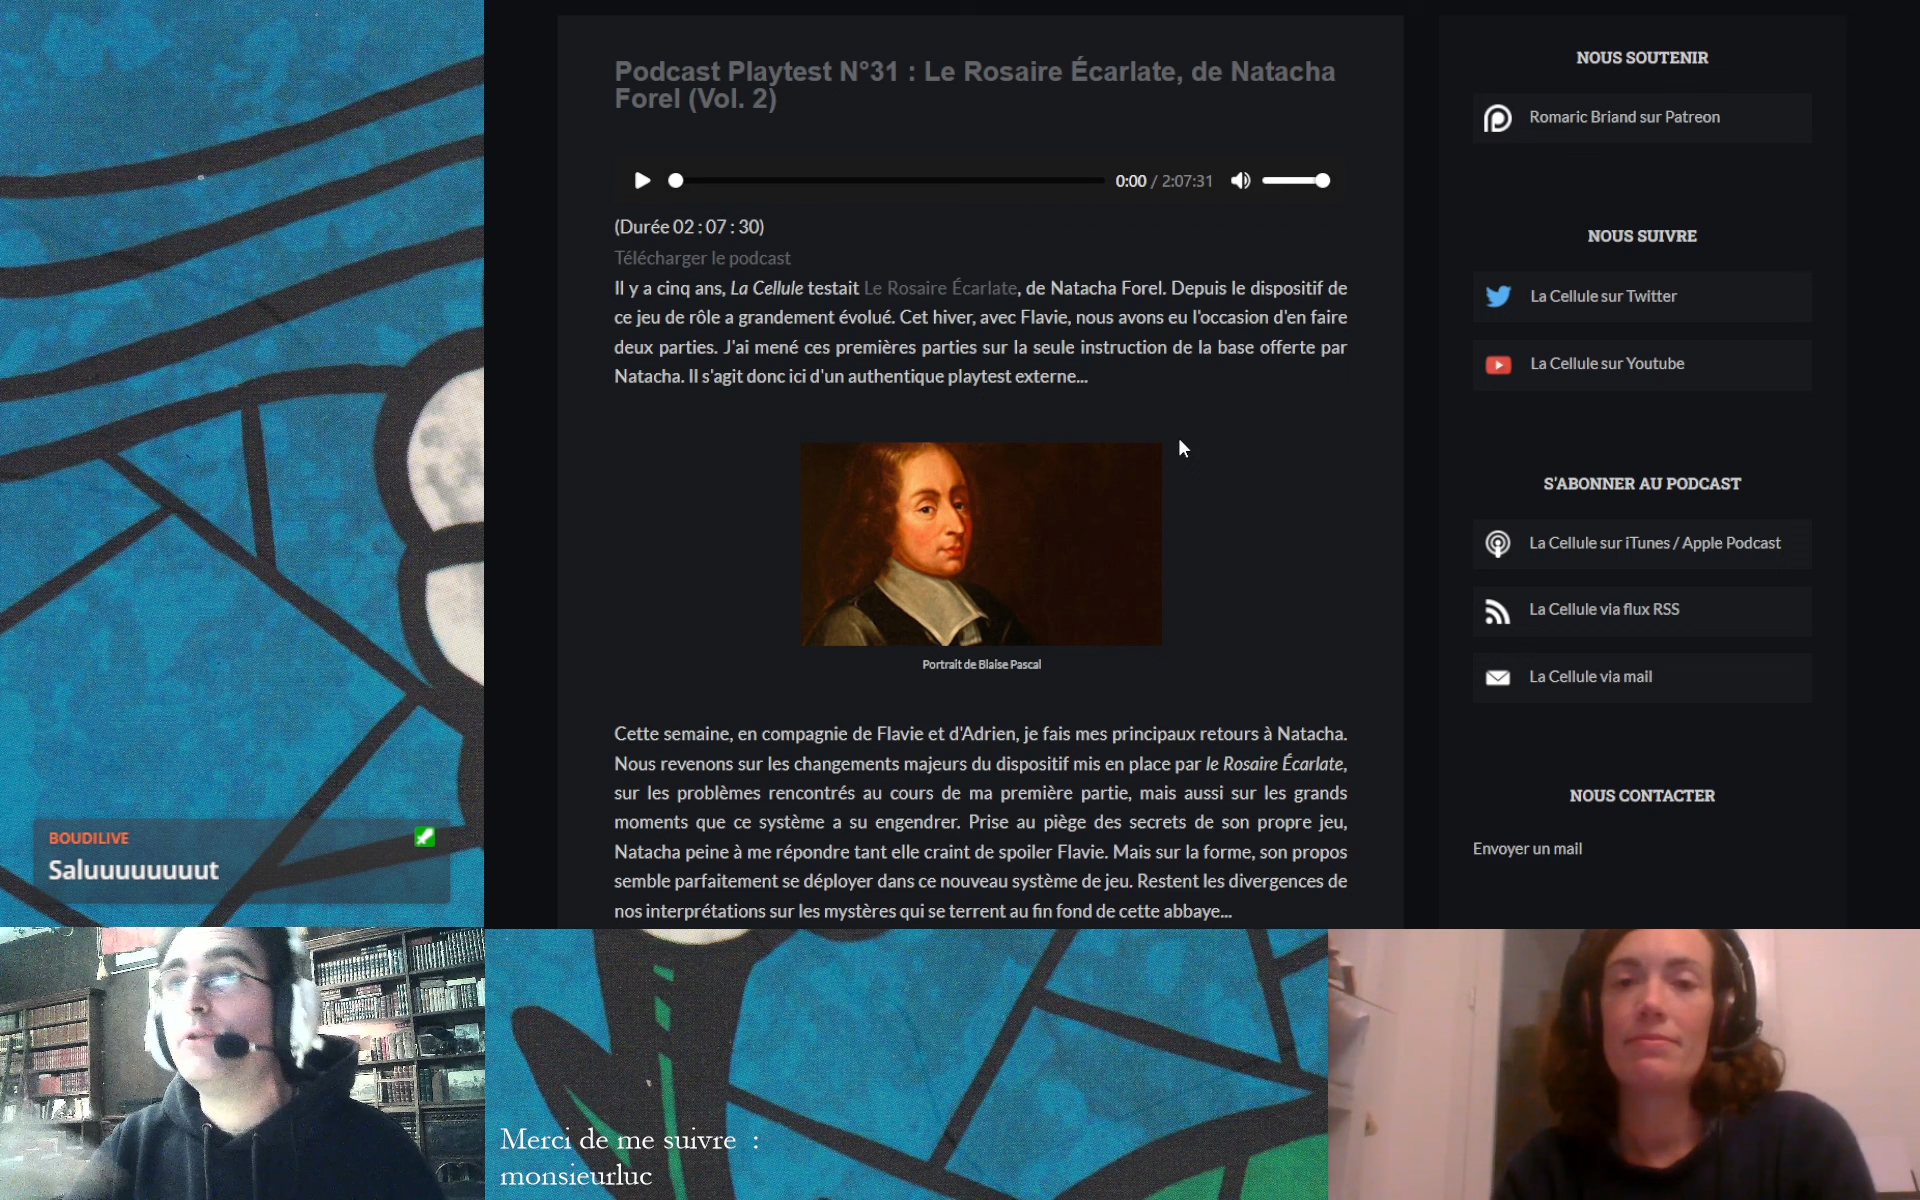 Podcast Playtest N°31 : Le Rosaire Écarlate, de Natacha
Forel (Vol. 2)
0:00 / 2:07:31
(Durée 02 : 07 : 30)
Télécharger le podcast
Il y a cinq ans, La Cellule testait Le Rosaire Écarlate, de Natacha Forel. Depuis le dispositif de
ce jeu de rôle a grandement évolué. Cet hiver, avec Flavie, nous avons eu l'occasion d'en faire
deux parties. J'ai mené ces premières parties sur la seule instruction de la base offerte par
Natacha. Il s'agit donc ici d'un authentique playtest externe...
Portrait de Blaise Pascal
Cette semaine, en compagnie de Flavie et d'Adrien, je fais mes principaux retours à Natacha.
Nous revenons sur les changements majeurs du dispositif mis en place par le Rosaire Écarlate,
sur les problèmes rencontrés au cours de ma première partie, mais aussi sur les grands
moments que ce système a su engendrer. Prise au piège des secrets de son propre jeu,
Natacha peine à me répondre tant elle craint de spoiler Flavie. Mais sur la forme, son propos
semble parfaitement se déployer dans ce nouveau système de jeu. Restent les divergences de
nos interprétations sur les mystères qui se terrent au fin fond de cette abbaye...
NOUS SOUTENIR
Romaric Briand sur Patreon
NOUS SUIVRE
La Cellule sur Twitter
La Cellule sur Youtube
S'ABONNER AU PODCAST
La Cellule sur iTunes / Apple Podcast
La Cellule via flux RSS
La Cellule via mail
NOUS CONTACTER
Envoyer un mail
BOUDILIVE
Saluuuuuuuut
Merci de me suivre :
monsieurluc